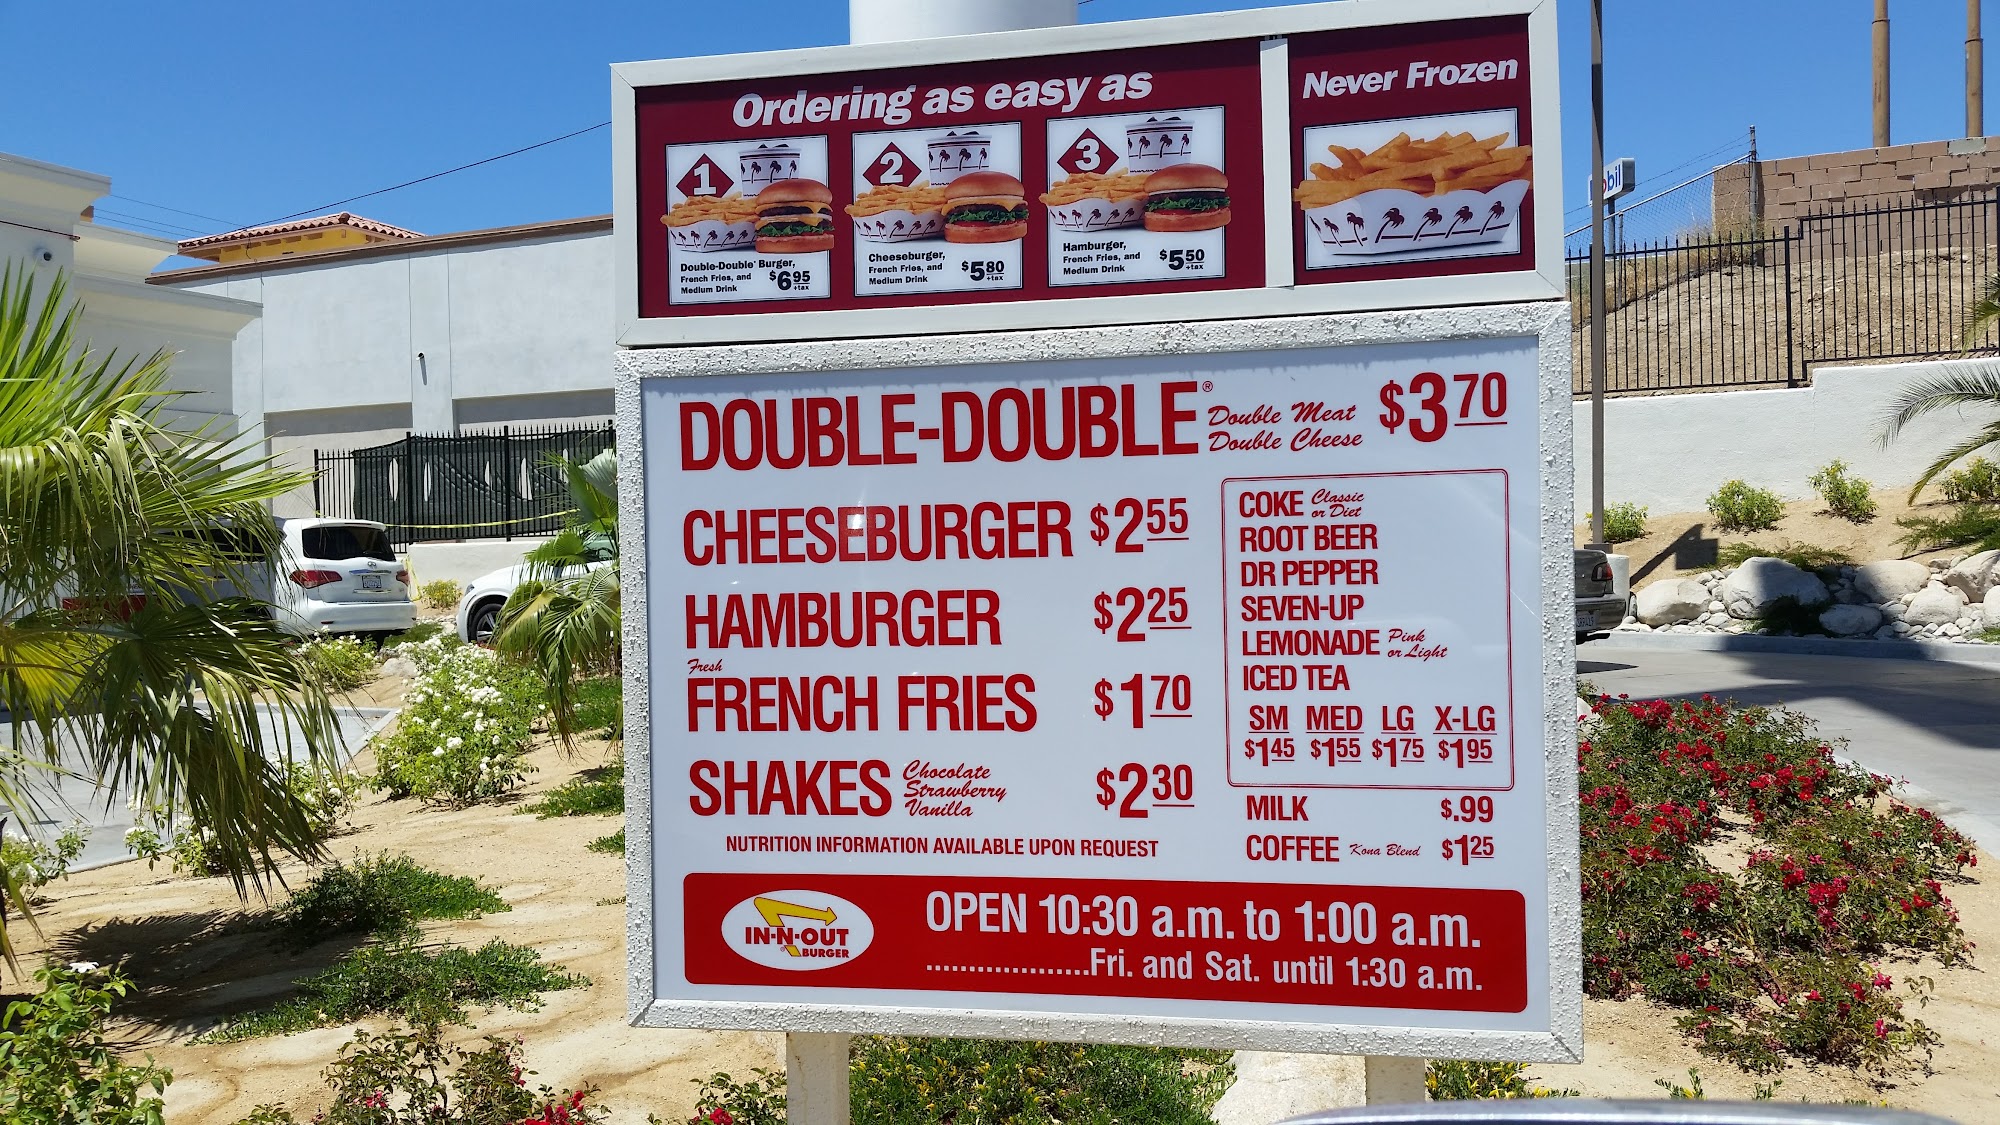 Ordering as easy as
Never Frozen
1
Double-Double® Burger,
French Fries, and
Medium Drink
$6.95 +tax
2
Cheeseburger,
French Fries, and
Medium Drink
$5.80 +tax
3
Hamburger,
French Fries, and
Medium Drink
$5.50 +tax
DOUBLE-DOUBLE® Double Meat Double Cheese $3.70
CHEESEBURGER $2.55
HAMBURGER $2.25
Fresh
FRENCH FRIES $1.70
SHAKES Chocolate Strawberry Vanilla $2.30
NUTRITION INFORMATION AVAILABLE UPON REQUEST
COKE Classic or Diet
ROOT BEER
DR PEPPER
SEVEN-UP
LEMONADE Pink or Light
ICED TEA
SM MED LG X-LG
$1.45 $1.55 $1.75 $1.95
MILK $.99
COFFEE Kona Blend $1.25
IN-N-OUT
BURGER
OPEN 10:30 a.m. to 1:00 a.m.
....................Fri. and Sat. until 1:30 a.m.